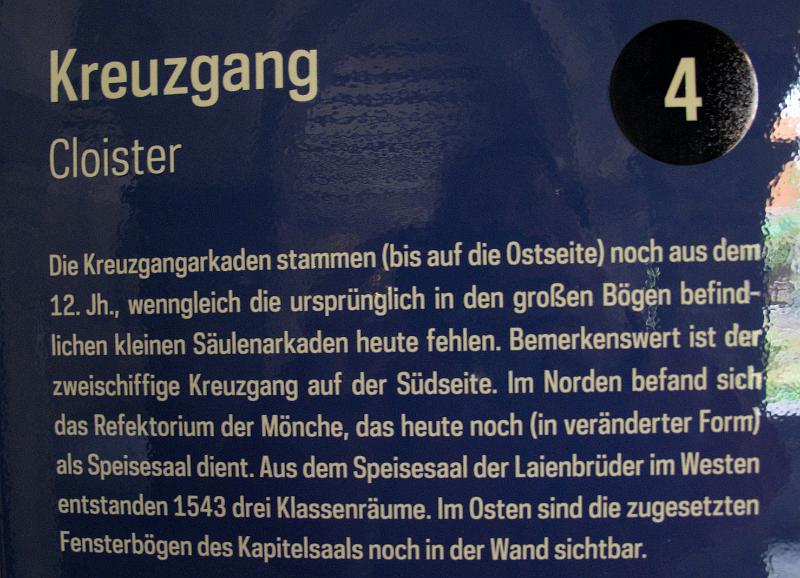 Kreuzgang
4
Cloister
Die Kreuzgangarkaden stammen (bis auf die Ostseite) noch aus dem
12. Jh., wenngleich die ursprünglich in den großen Bögen befind-
lichen kleinen Säulenarkaden heute fehlen. Bemerkenswert ist der
zweischiffige Kreuzgang auf der Südseite. Im Norden befand sich
das Refektorium der Mönche, das heute noch (in veränderter Form)
als Speisesaal dient. Aus dem Speisesaal der Laienbrüder im Westen
entstanden 1543 drei Klassenräume. Im Osten sind die zugesetzten
Fensterbögen des Kapitelsaals noch in der Wand sichtbar.